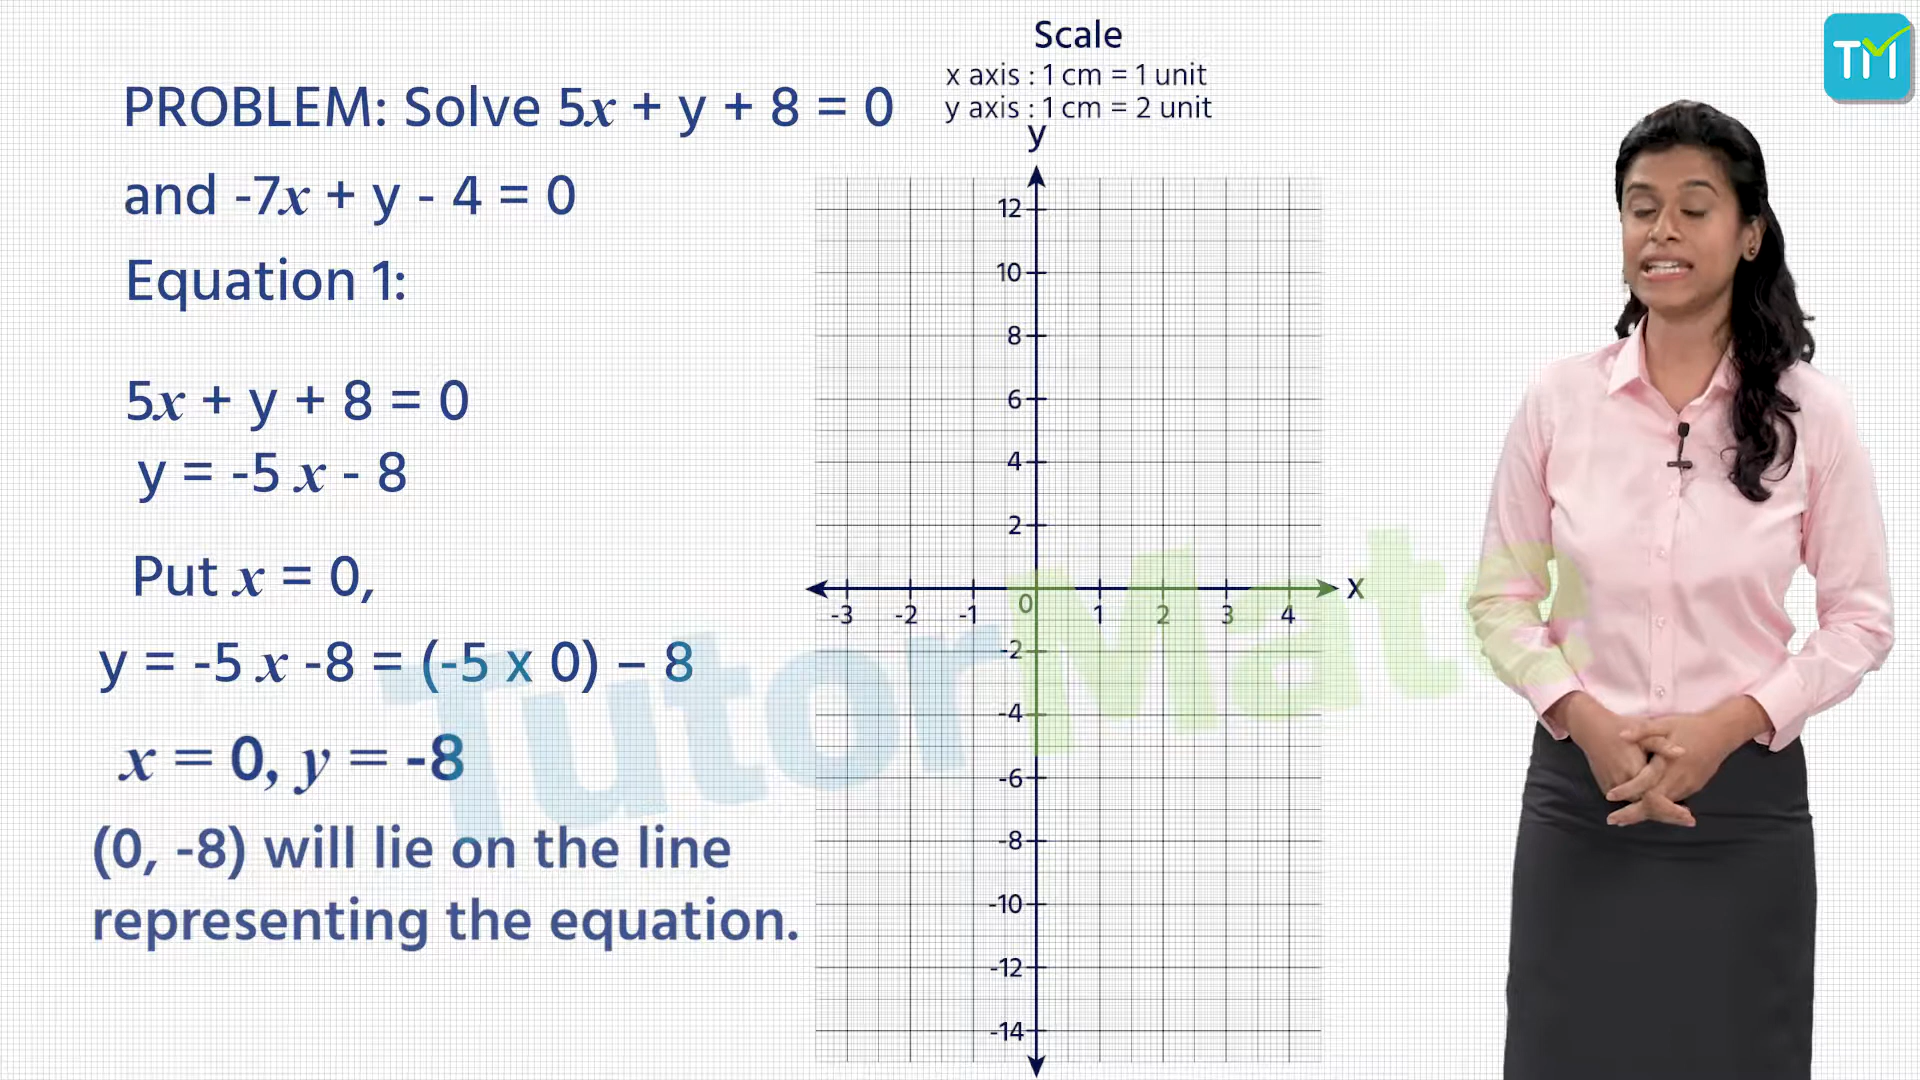 PROBLEM: Solve 5x + y + 8 = 0
and -7x + y - 4 = 0
Equation 1:
5x + y + 8 = 0
y = -5 x - 8
Put x = 0,
y = -5 x -8 = (-5 x 0) – 8
x = 0, y = -8
(0, -8) will lie on the line
representing the equation.
Scale
x axis : 1 cm = 1 unit
y axis : 1 cm = 2 unit
y
12
10
8
6
4
2
0
x
-3 -2 -1 1 2 3 4
-2
-4
-6
-8
-10
-12
-14
TutorMate
TM